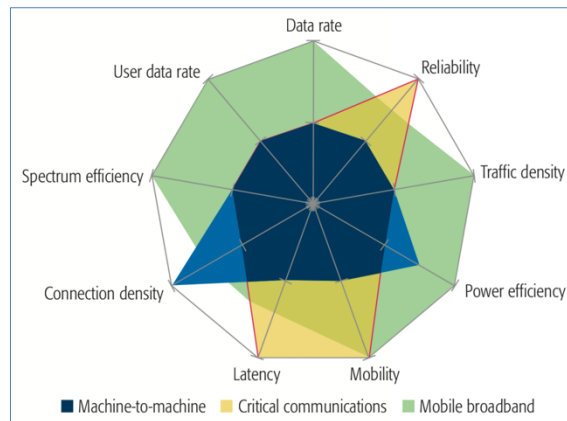 Data rate
User data rate
Reliability
Spectrum efficiency
Traffic density
Connection density
Power efficiency
Latency
Mobility
Machine-to-machine
Critical communications
Mobile broadband